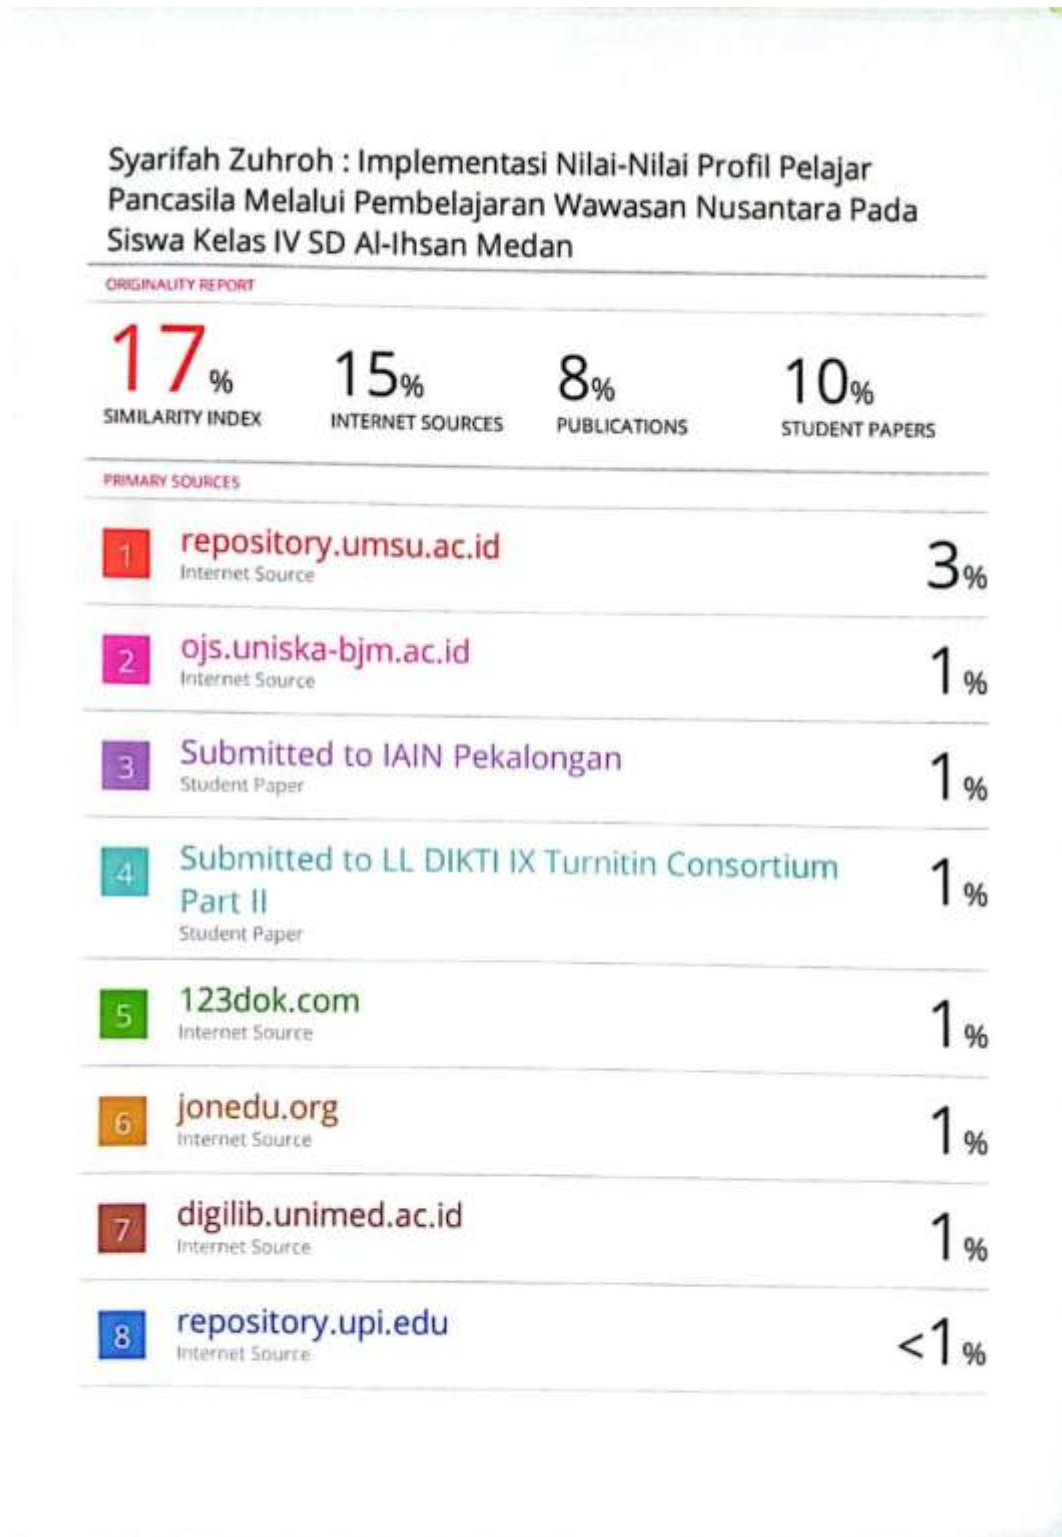 Syarifah Zuhroh : Implementasi Nilai-Nilai Profil Pelajar
Pancasila Melalui Pembelajaran Wawasan Nusantara Pada
Siswa Kelas IV SD Al-Ihsan Medan
ORIGINALITY REPORT
17%
SIMILARITY INDEX
15%
INTERNET SOURCES
8%
PUBLICATIONS
10%
STUDENT PAPERS
PRIMARY SOURCES
1
repository.umsu.ac.id
Internet Source
3%
2
ojs.uniska-bjm.ac.id
Internet Source
1%
3
Submitted to IAIN Pekalongan
Student Paper
1%
4
Submitted to LL DIKTI IX Turnitin Consortium
Part II
Student Paper
1%
5
123dok.com
Internet Source
1%
6
jonedu.org
Internet Source
1%
7
digilib.unimed.ac.id
Internet Source
1%
8
repository.upi.edu
Internet Source
<1%